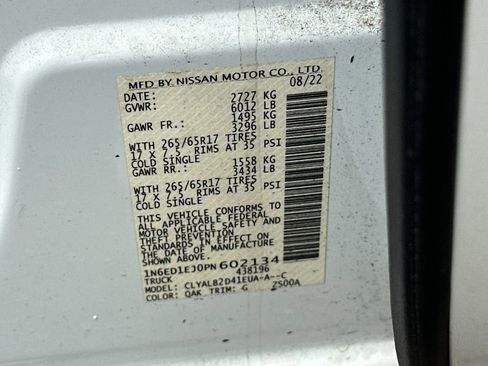 MFD BY NISSAN MOTOR CO., LTD.
DATE: 08/22
GVWR: 2727 KG
6012 LB
GAWR FR.: 1495 KG
3296 LB
WITH 265/65R17 TIRES
17 X 7.5 RIMS AT 35 PSI
COLD SINGLE
GAWR RR.: 1558 KG
3434 LB
WITH 265/65R17 TIRES
17 X 7.5 RIMS AT 35 PSI
COLD SINGLE
THIS VEHICLE CONFORMS TO
ALL APPLICABLE FEDERAL
MOTOR VEHICLE SAFETY AND
THEFT PREVENTION
STANDARDS IN EFFECT ON
THE DATE OF MANUFACTURE
SHOWN ABOVE.
1N6ED1EJ0PN602134
TRUCK 438196
MODEL: CLYALB2D41EUA-A--C
COLOR: QAK TRIM: G ZS00A